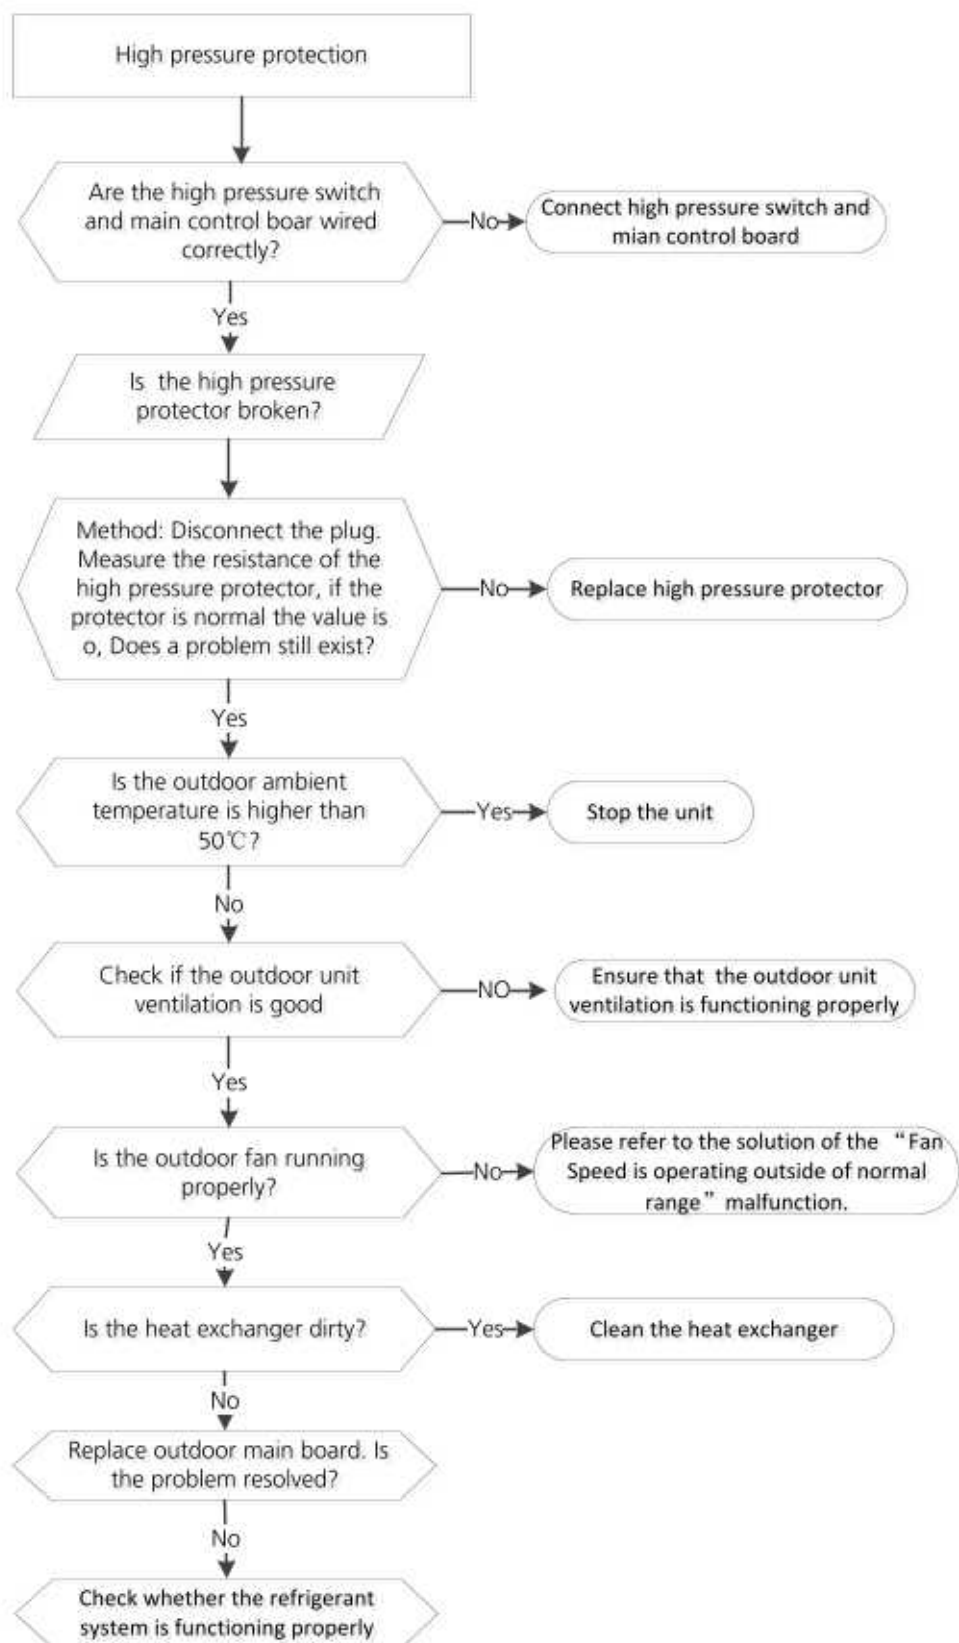 High pressure protection
Are the high pressure switch
and main control boar wired
correctly?
No
Connect high pressure switch and
mian control board
Yes
Is the high pressure
protector broken?
Method: Disconnect the plug.
Measure the resistance of the
high pressure protector, if the
protector is normal the value is
o, Does a problem still exist?
No
Replace high pressure protector
Yes
Is the outdoor ambient
temperature is higher than
50℃?
Yes
Stop the unit
No
Check if the outdoor unit
ventilation is good
NO
Ensure that the outdoor unit
ventilation is functioning properly
Yes
Is the outdoor fan running
properly?
No
Please refer to the solution of the “Fan
Speed is operating outside of normal
range” malfunction.
Yes
Is the heat exchanger dirty?
Yes
Clean the heat exchanger
No
Replace outdoor main board. Is
the problem resolved?
No
Check whether the refrigerant
system is functioning properly